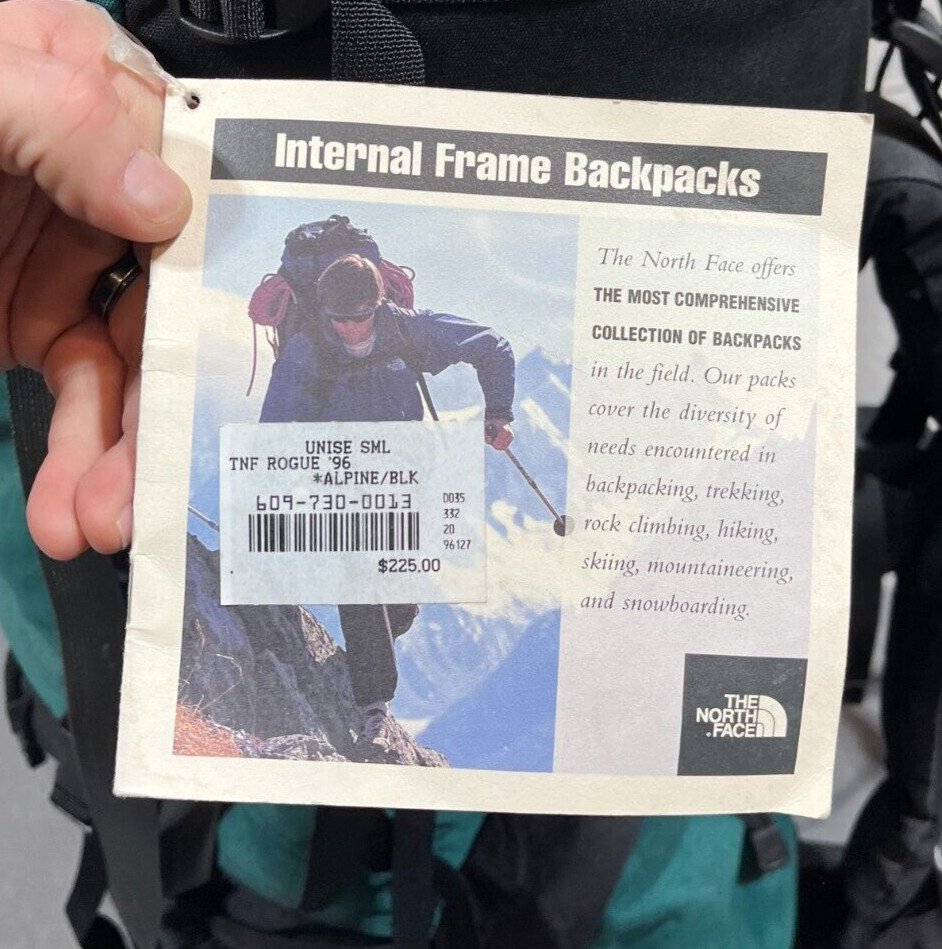 Internal Frame Backpacks
The North Face offers
THE MOST COMPREHENSIVE
COLLECTION OF BACKPACKS
in the field. Our packs
cover the diversity of
needs encountered in
backpacking, trekking,
rock climbing, hiking,
skiing, mountaineering,
and snowboarding.
UNISE SML
TNF ROGUE '96
*ALPINE/BLK
609-730-0013
0035
332
20
96127
$225.00
THE
NORTH
FACE